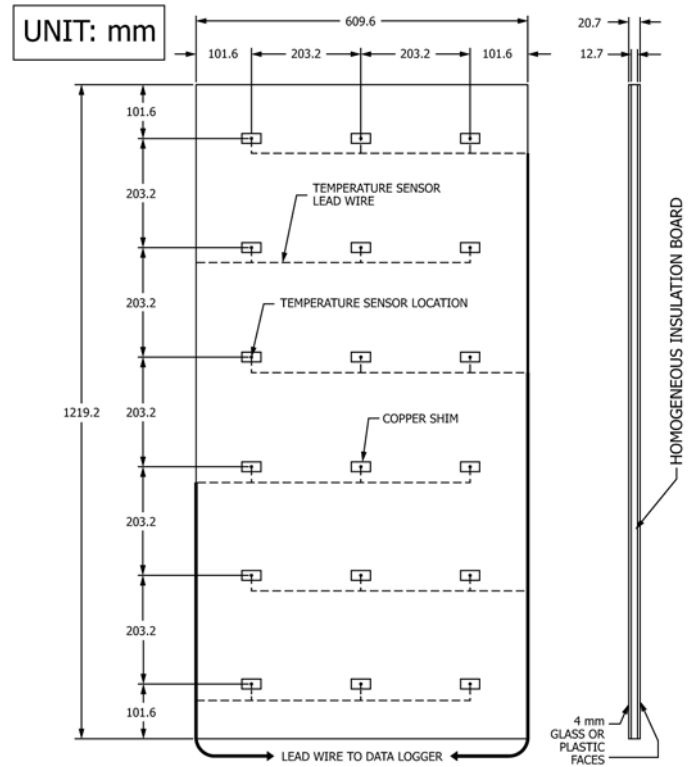 UNIT: mm
609.6
20.7
101.6
203.2
203.2
101.6
12.7
101.6
203.2
TEMPERATURE SENSOR
LEAD WIRE
203.2
TEMPERATURE SENSOR LOCATION
1219.2
203.2
COPPER SHIM
HOMOGENEOUS INSULATION BOARD
203.2
203.2
101.6
4 mm
GLASS OR
PLASTIC
FACES
LEAD WIRE TO DATA LOGGER